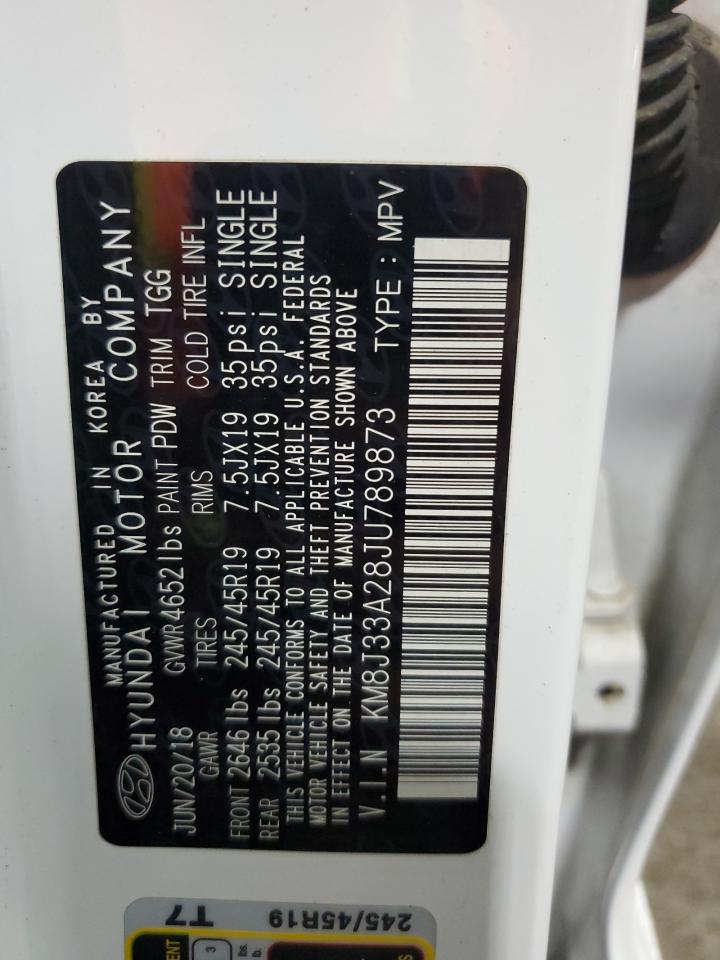 MANUFACTURED IN KOREA BY
HYUNDAI MOTOR COMPANY
JUN/20/18 GVWR 4652 lbs PAINT PDW TRIM TGG
GAWR TIRES RIMS COLD TIRE INFL
FRONT 2646 lbs 245/45R19 7.5JX19 35psi SINGLE
REAR 2535 lbs 245/45R19 7.5JX19 35psi SINGLE
THIS VEHICLE CONFORMS TO ALL APPLICABLE U.S.A. FEDERAL
MOTOR VEHICLE SAFETY AND THEFT PREVENTION STANDARDS
IN EFFECT ON THE DATE OF MANUFACTURE SHOWN ABOVE
V.I.N KM8J33A28JU789873 TYPE : MPV
T7
245/45R19
3
lbs.
lb.